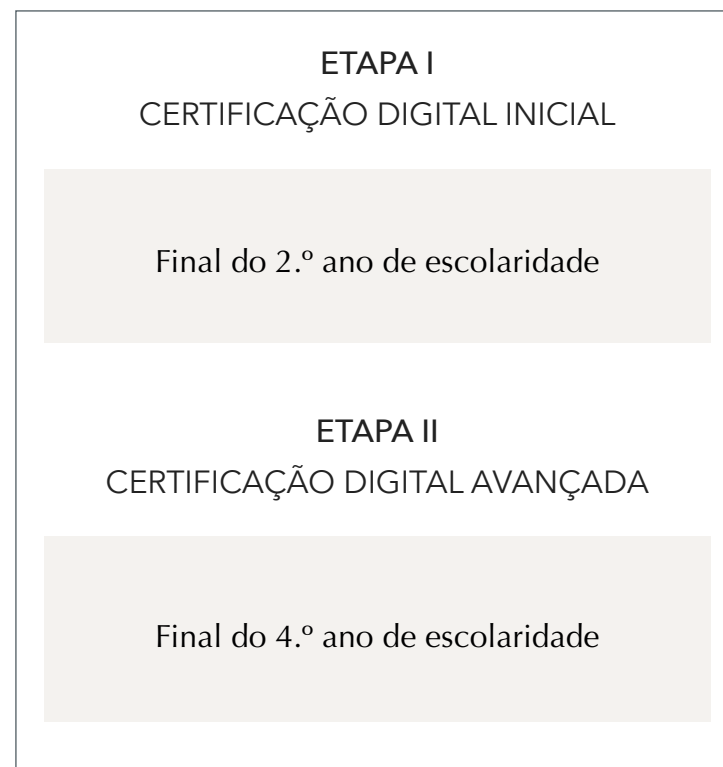 ETAPA I
CERTIFICAÇÃO DIGITAL INICIAL
Final do 2.º ano de escolaridade
ETAPA II
CERTIFICAÇÃO DIGITAL AVANÇADA
Final do 4.º ano de escolaridade